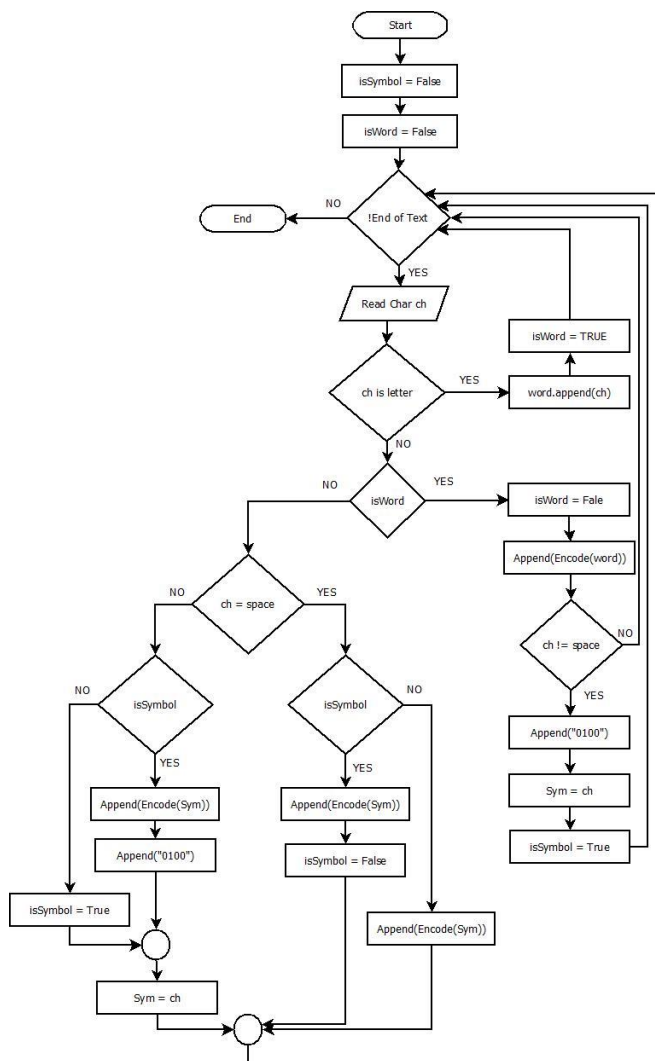 Start
isSymbol = False
isWord = False
!End of Text
NO
End
YES
Read Char ch
ch is letter
YES
word.append(ch)
isWord = TRUE
NO
isWord
YES
isWord = Fale
Append(Encode(word))
ch != space
NO
YES
Append("0100")
Sym = ch
isSymbol = True
NO
ch = space
NO
YES
isSymbol
NO
YES
Append(Encode(Sym))
Append("0100")
isSymbol = True
Sym = ch
isSymbol
NO
YES
Append(Encode(Sym))
isSymbol = False
Append(Encode(Sym))